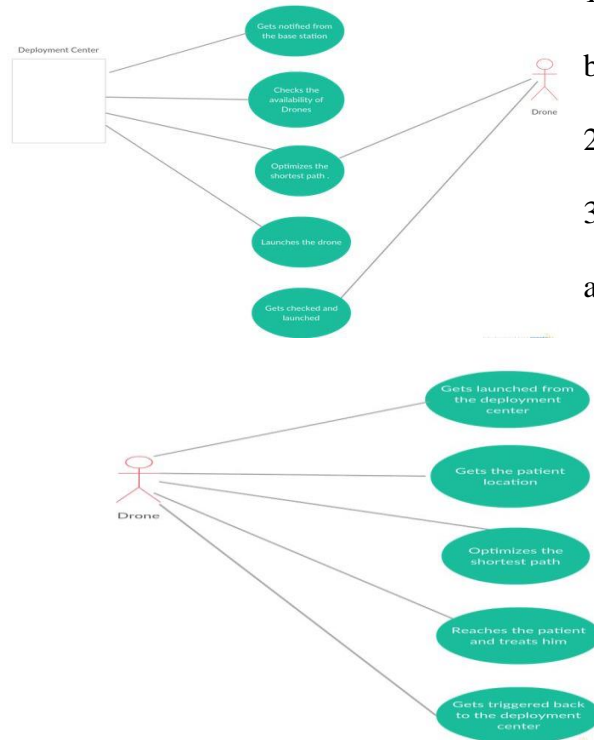 Gets notified from
the base station
Deployment Center
Checks the
availability of
Drones
Drone
Optimizes the
shortest path .
Launches the drone
Gets checked and
launched
b
2
3
a
Gets launched from
the deployment
center
Gets the patient
location
Drone
Optimizes the
shortest path
Reaches the patient
and treats him
Gets triggered back
to the deployment
center